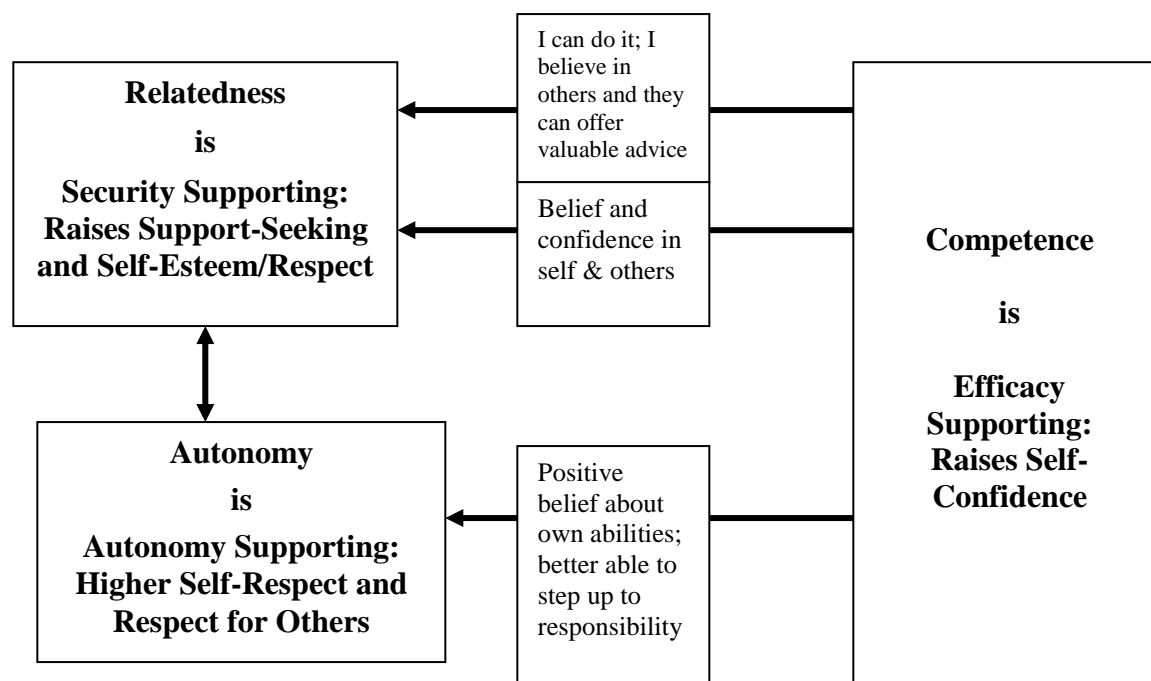 Relatedness
is
Security Supporting:
Raises Support-Seeking
and Self-Esteem/Respect
I can do it; I
believe in
others and they
can offer
valuable advice
Belief and
confidence in
self & others
Competence
is
Efficacy
Supporting:
Raises Self-
Confidence
Autonomy
is
Autonomy Supporting:
Higher Self-Respect and
Respect for Others
Positive
belief about
own abilities;
better able to
step up to
responsibility